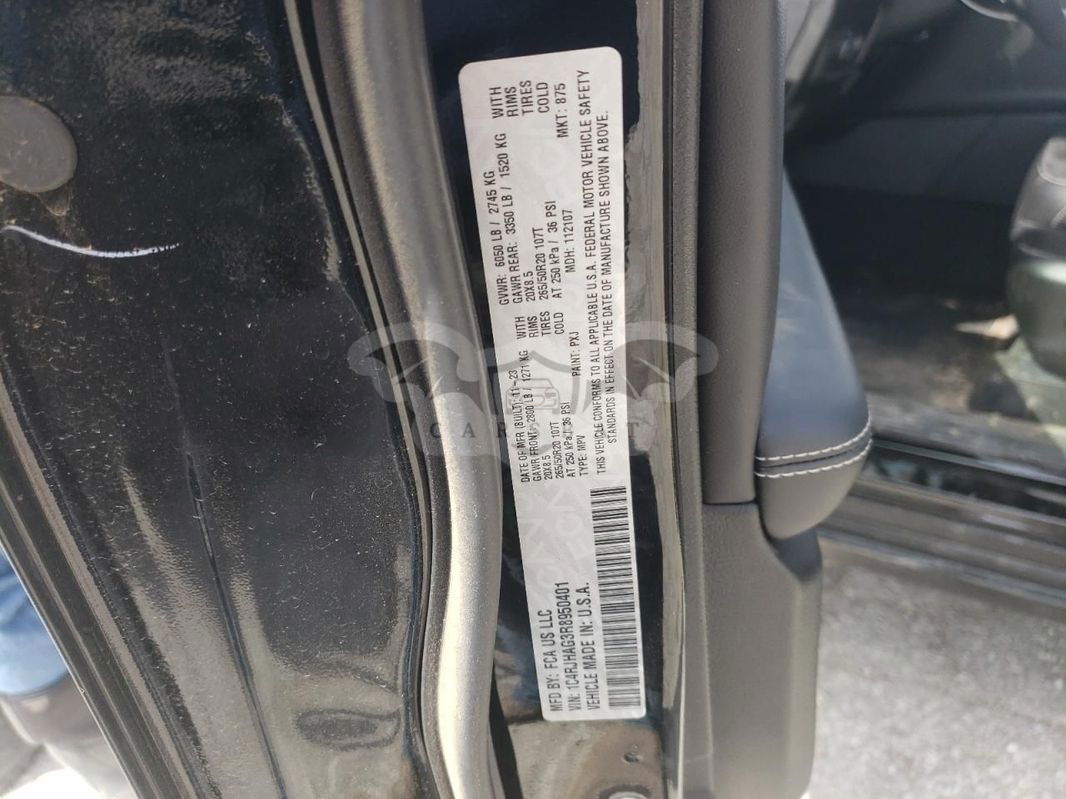 MFD BY: FCA US LLC
DATE OF MFR (BUILT): 11-23
GVWR: 6050 LB / 2745 KG
GAWR FRONT: 2800 LB / 1271 KG WITH
GAWR REAR: 3350 LB / 1520 KG WITH
20X8.5 RIMS
20X8.5 RIMS
265/50R20 107T TIRES
265/50R20 107T TIRES
AT 250 kPa / 36 PSI COLD
AT 250 kPa / 36 PSI COLD
VIN: 1C4RJHAG3R8950401
TYPE: MPV
PAINT: PXJ
MDH: 112107
MKT: 875
VEHICLE MADE IN: U.S.A.
THIS VEHICLE CONFORMS TO ALL APPLICABLE U.S.A. FEDERAL MOTOR VEHICLE SAFETY
STANDARDS IN EFFECT ON THE DATE OF MANUFACTURE SHOWN ABOVE.